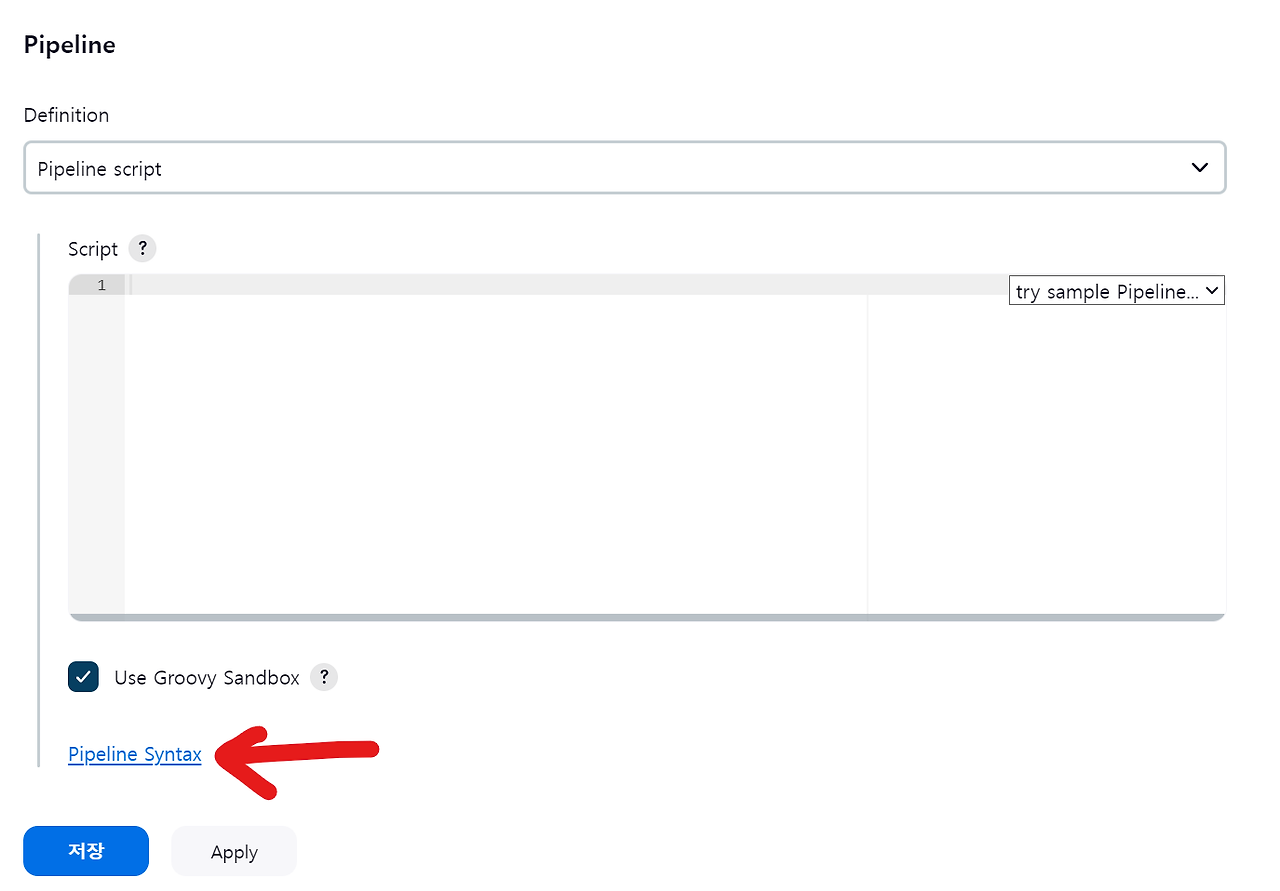 Pipeline
Definition
Pipeline script
Script ?
1
try sample Pipeline...
Use Groovy Sandbox ?
Pipeline Syntax
저장 Apply